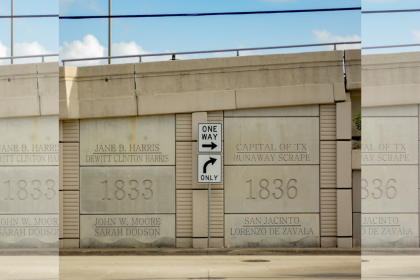 JANE B. HARRIS
DEWITT CLINTON HARRIS
1833
JOHN W. MOORE
SARAH DODSON
ONE
WAY
ONLY
CAPITAL OF TX
RUNAWAY SCRAPE
1836
SAN JACINTO
LORENZO DE ZAVALA